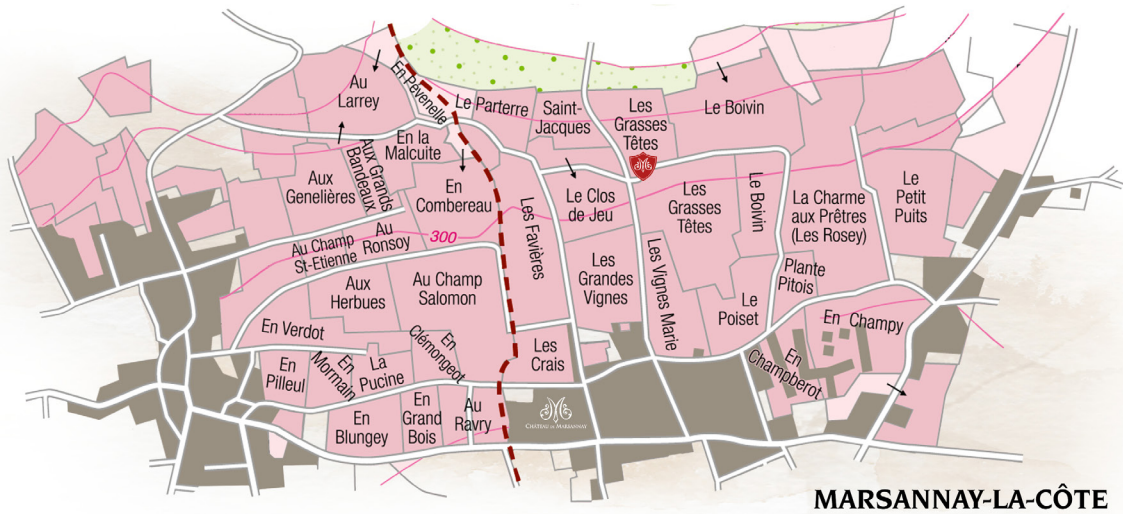 Au
Larrey
En Pévenelle
Le Parterre
Saint-
Jacques
Les
Grasses
Têtes
Le Boivin
En la
Malcuite
Aux Grands
Bandeaux
Aux
Genelières
En
Combereau
Les Favières
Le Clos
de Jeu
Les
Grasses
Têtes
Le Boivin
La Charme
aux Prêtres
(Les Rosey)
Le
Petit
Puits
Au Champ
St-Etienne
Au
Ronsoy
300
Aux
Herbues
Au Champ
Salomon
Les
Grandes
Vignes
Les Vignes Marie
Le
Poiset
Plante
Pitois
En Champy
En Verdot
En
Pilleul
En
Mormain
La
Pucine
En
Clémongeot
Les
Crais
En
Champberot
En
Blungey
En
Grand
Bois
Au
Ravry
CHÂTEAU DE MARSANNAY
MARSANNAY-LA-CÔTE